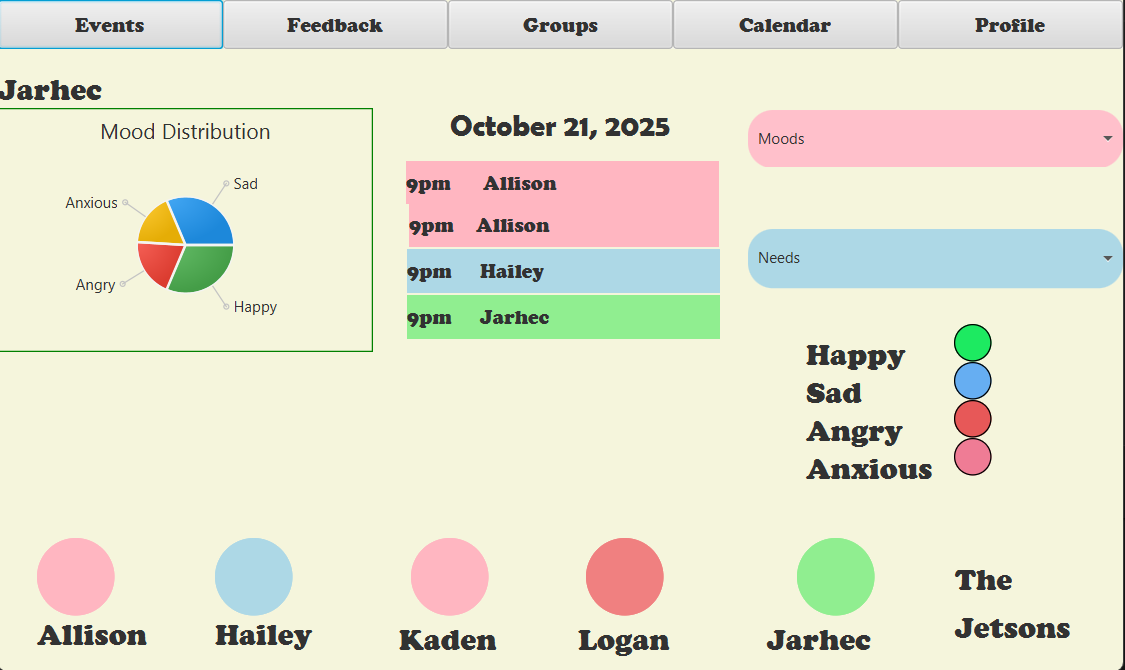 Events Feedback Groups Calendar Profile
Jarhec
Mood Distribution
Sad
Anxious
Angry
Happy
October 21, 2025
9pm Allison
9pm Allison
9pm Hailey
9pm Jarhec
Moods
Needs
Happy
Sad
Angry
Anxious
Allison Hailey Kaden Logan Jarhec
The
Jetsons